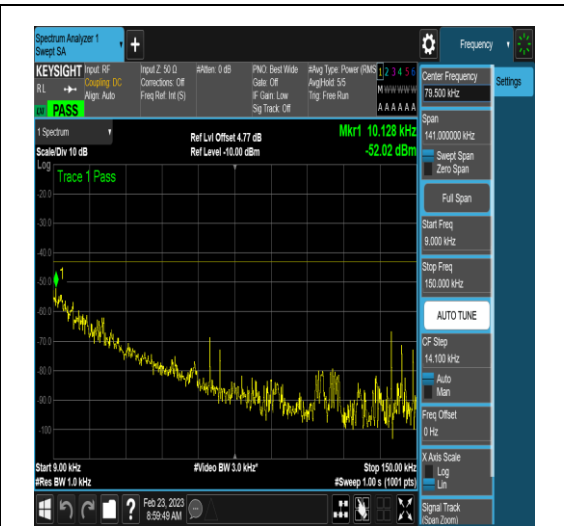 Spectrum Analyzer 1
Swept SA
Frequency
KEYSIGHT
RL
PASS
Input: RF
Coupling: DC
Align: Auto
Input Z: 50 Ω
Corrections: Off
Freq Ref: Int (S)
#Atten: 0 dB
PNO: Best Wide
Gate: Off
IF Gain: Low
Sig Track: Off
#Avg Type: Power (RMS
Avg|Hold: 5/5
Trig: Free Run
1 2 3 4 5 6
M W W W W W
A A A A A A
Center Frequency
79.500 kHz
Settings
Span
141.000000 kHz
Swept Span
Zero Span
Full Span
Start Freq
9.000 kHz
Stop Freq
150.000 kHz
AUTO TUNE
CF Step
14.100 kHz
Auto
Man
Freq Offset
0 Hz
X Axis Scale
Log
Lin
Signal Track
(Span Zoom)
1 Spectrum
Scale/Div 10 dB
Ref Lvl Offset 4.77 dB
Ref Level -10.00 dBm
Mkr1 10.128 kHz
-52.02 dBm
Log
Trace 1 Pass
-20.0
-30.0
-40.0
-50.0
1
-60.0
-70.0
-80.0
-90.0
-100
Start 9.00 kHz
#Video BW 3.0 kHz*
Stop 150.00 kHz
#Res BW 1.0 kHz
#Sweep 1.00 s (1001 pts)
Feb 23, 2023
8:59:49 AM